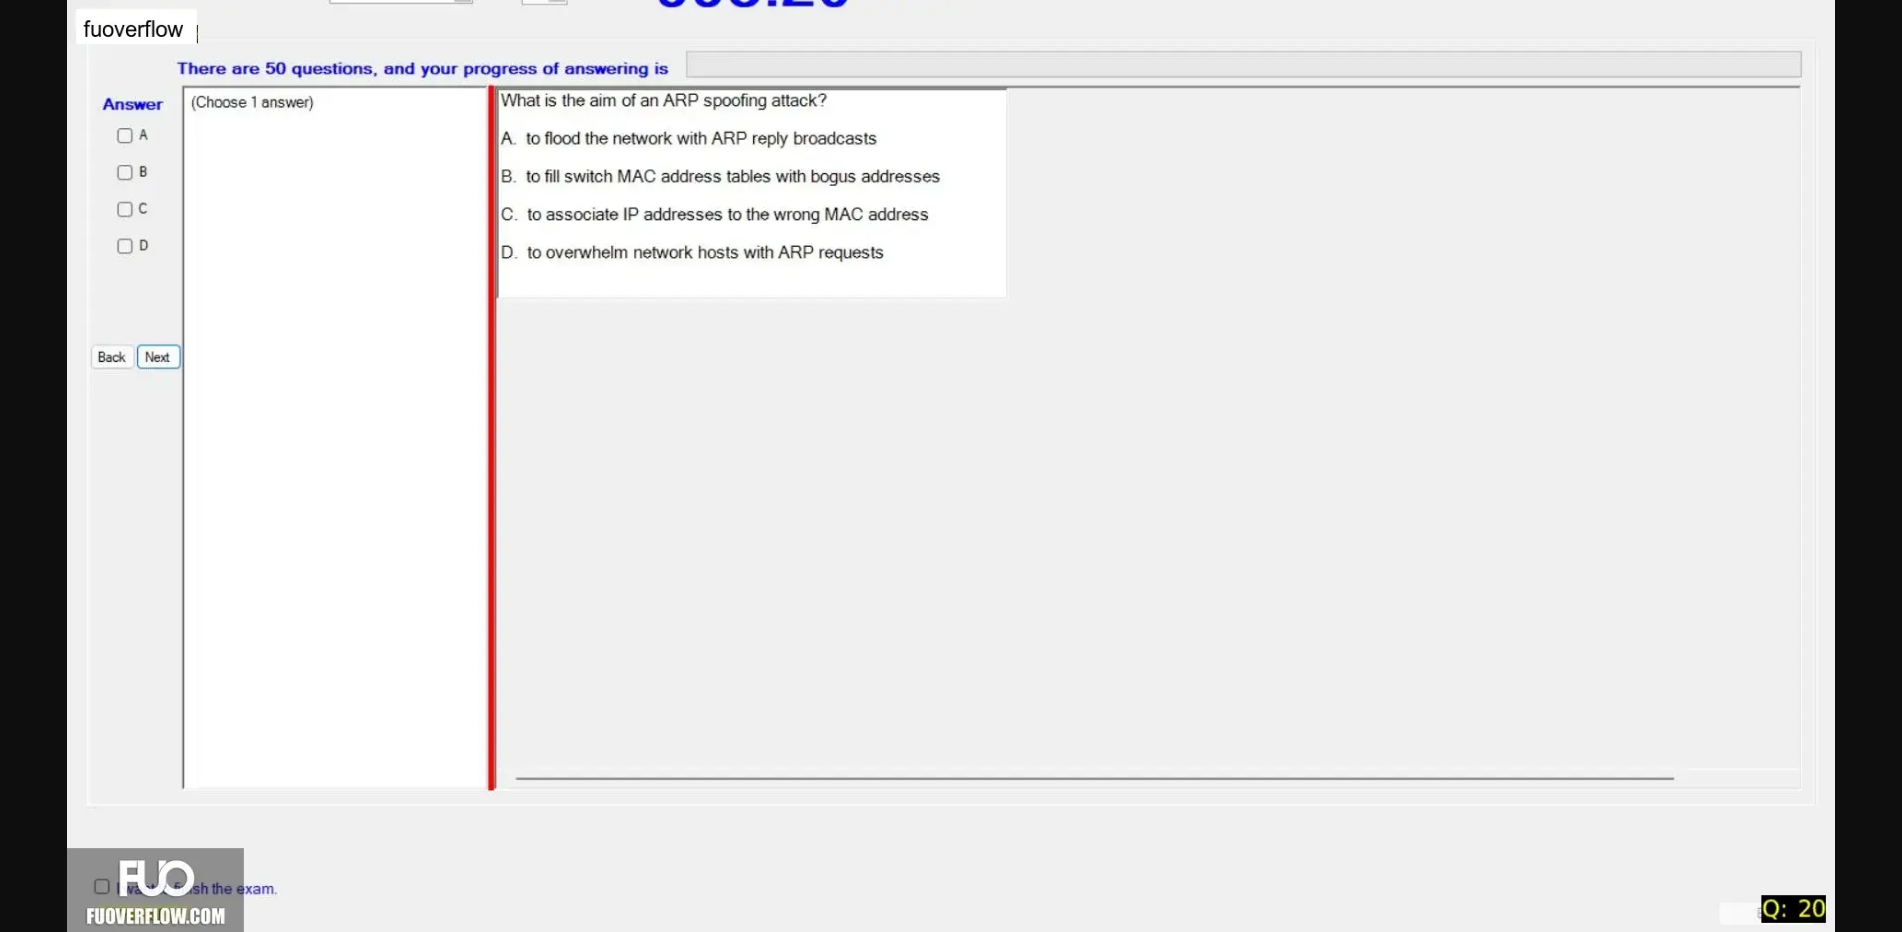 fuoverflow
There are 50 questions, and your progress of answering is
Answer
(Choose 1 answer)
What is the aim of an ARP spoofing attack?
A. to flood the network with ARP reply broadcasts
B. to fill switch MAC address tables with bogus addresses
C. to associate IP addresses to the wrong MAC address
D. to overwhelm network hosts with ARP requests
A
B
C
D
Back Next
FUO
sh the exam.
FUOVERFLOW.COM
Q: 20